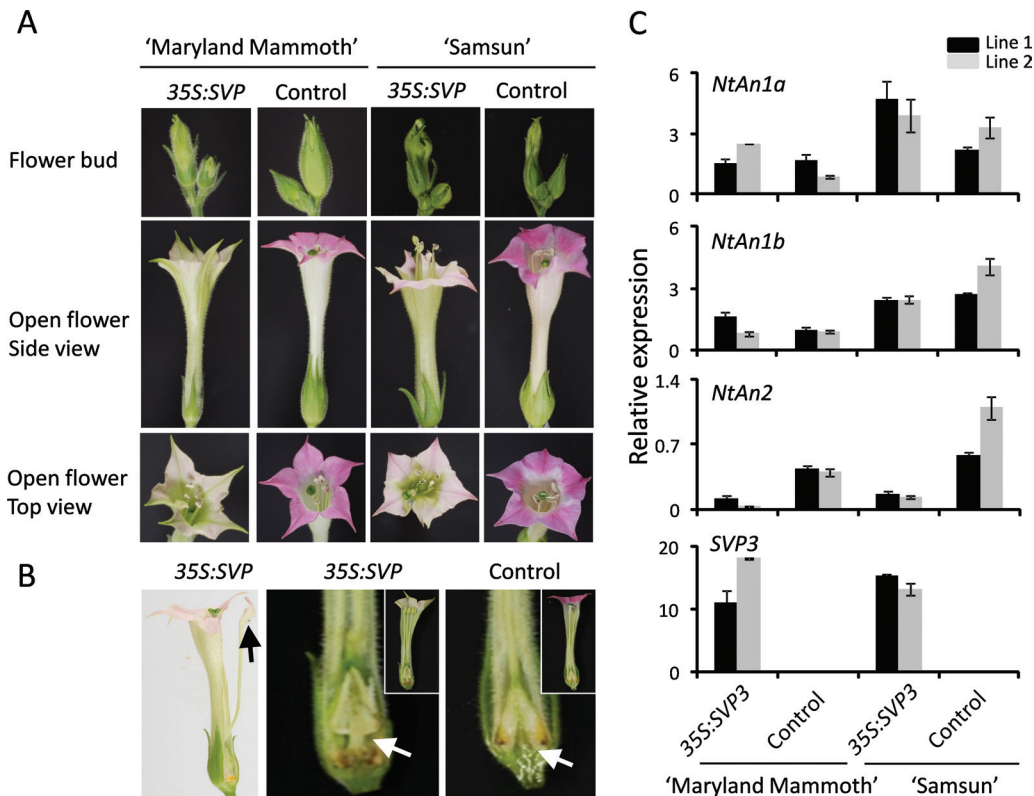 A
‘Maryland Mammoth’ ‘Samsun’
35S:SVP Control 35S:SVP Control
Flower bud
Open flower
Side view
Open flower
Top view
B
35S:SVP 35S:SVP Control
C
Line 1
Line 2
Relative expression
NtAn1a
6
3
0
NtAn1b
6
3
0
NtAn2
1.4
0.7
0
SVP3
20
10
0
35S:SVP3 Control 35S:SVP3 Control
‘Maryland Mammoth’ ‘Samsun’